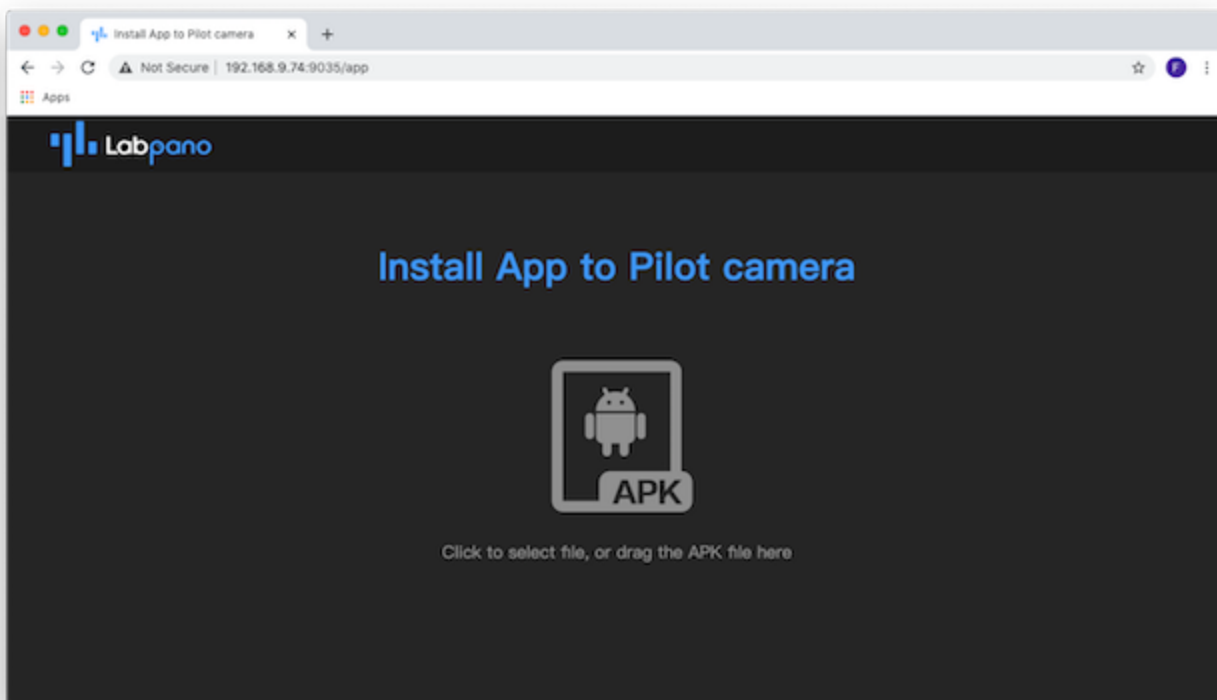 Install App to Pilot camera
Not Secure 192.168.9.74:9035/app
F
Apps
Labpano
Install App to Pilot camera
APK
Click to select file, or drag the APK file here